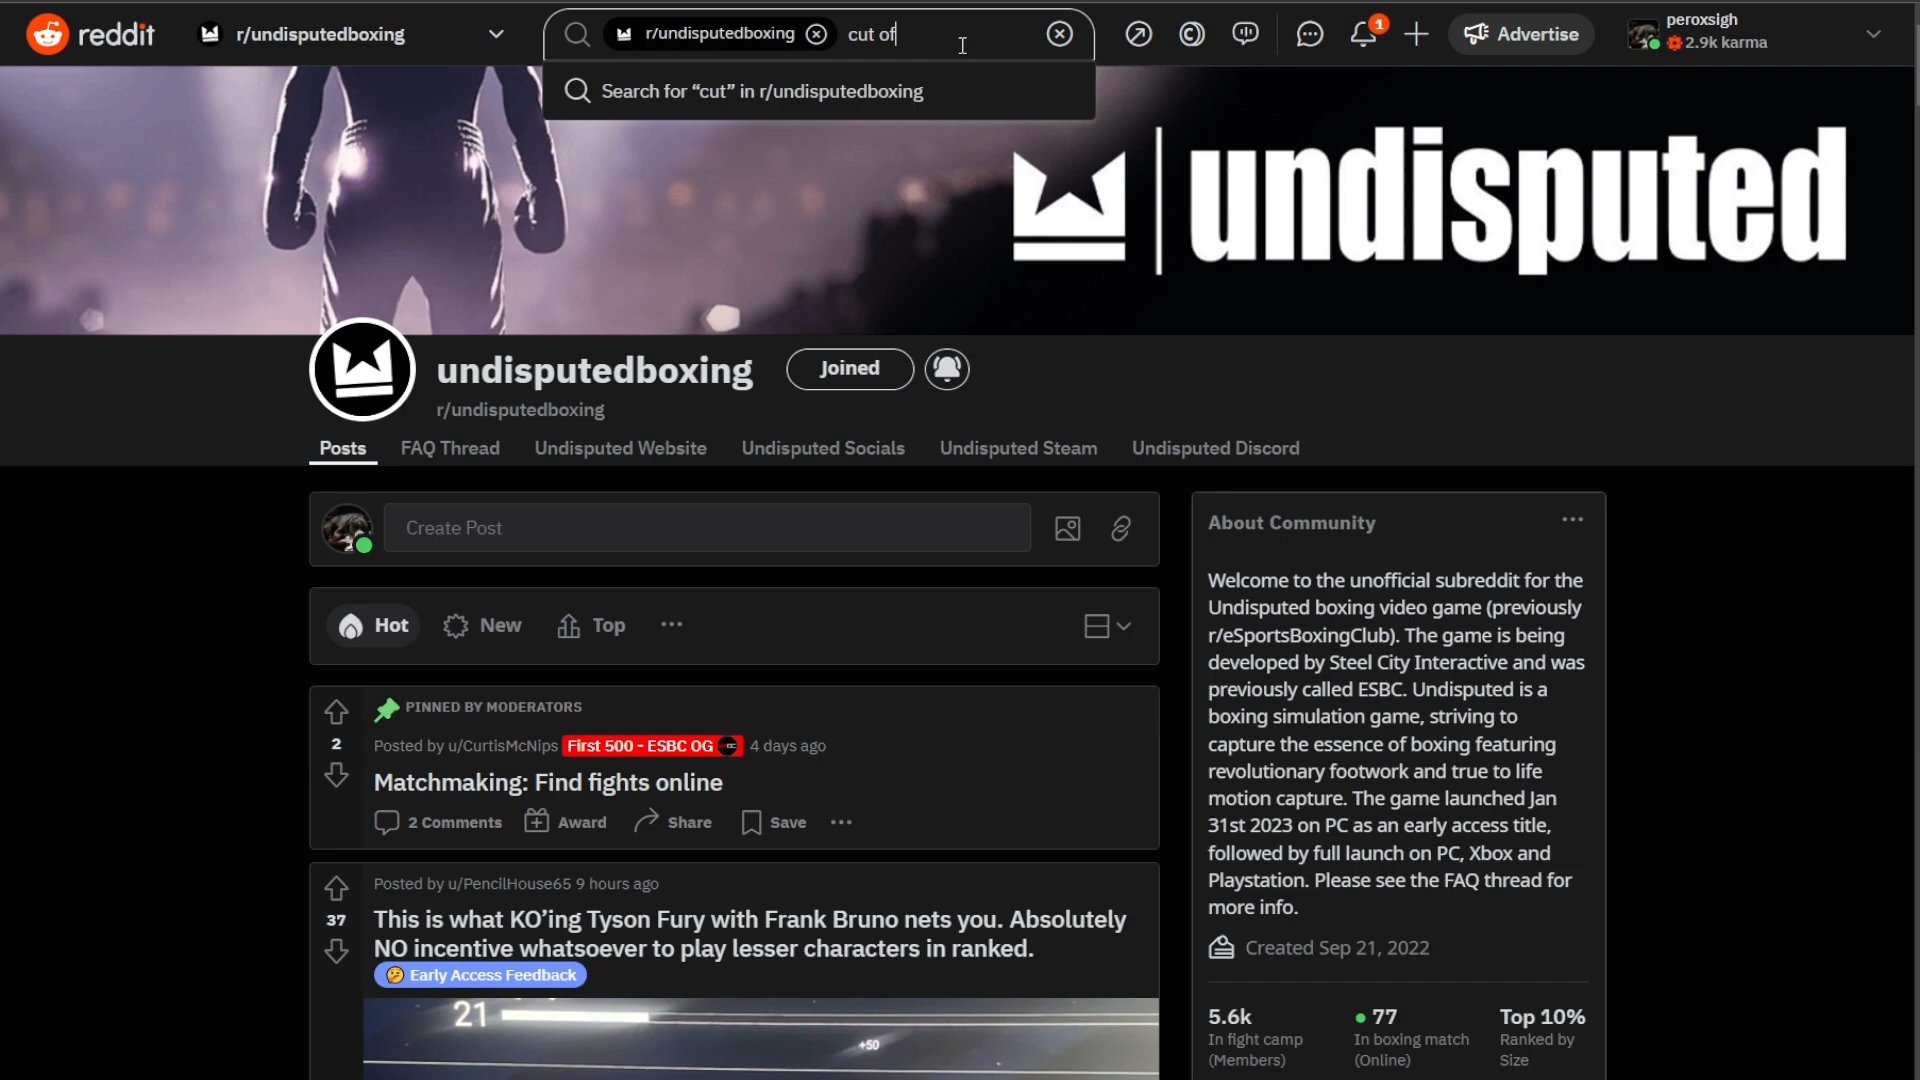 reddit r/undisputedboxing r/undisputedboxing cut of 1 Advertise peroxsigh
2.9k karma
Search for “cut” in r/undisputedboxing
undisputed
undisputedboxing Joined
r/undisputedboxing
Posts FAQ Thread Undisputed Website Undisputed Socials Undisputed Steam Undisputed Discord
Create Post
Hot New Top
PINNED BY MODERATORS
2 Posted by u/CurtisMcNips First 500 - ESBC OG 4 days ago
Matchmaking: Find fights online
2 Comments Award Share Save
Posted by u/PencilHouse65 9 hours ago
37 This is what KO’ing Tyson Fury with Frank Bruno nets you. Absolutely
NO incentive whatsoever to play lesser characters in ranked.
Early Access Feedback
21
+50
About Community
Welcome to the unofficial subreddit for the
Undisputed boxing video game (previously
r/eSportsBoxingClub). The game is being
developed by Steel City Interactive and was
previously called ESBC. Undisputed is a
boxing simulation game, striving to
capture the essence of boxing featuring
revolutionary footwork and true to life
motion capture. The game launched Jan
31st 2023 on PC as an early access title,
followed by full launch on PC, Xbox and
Playstation. Please see the FAQ thread for
more info.
Created Sep 21, 2022
5.6k 77 Top 10%
In fight camp In boxing match Ranked by
(Members) (Online) Size